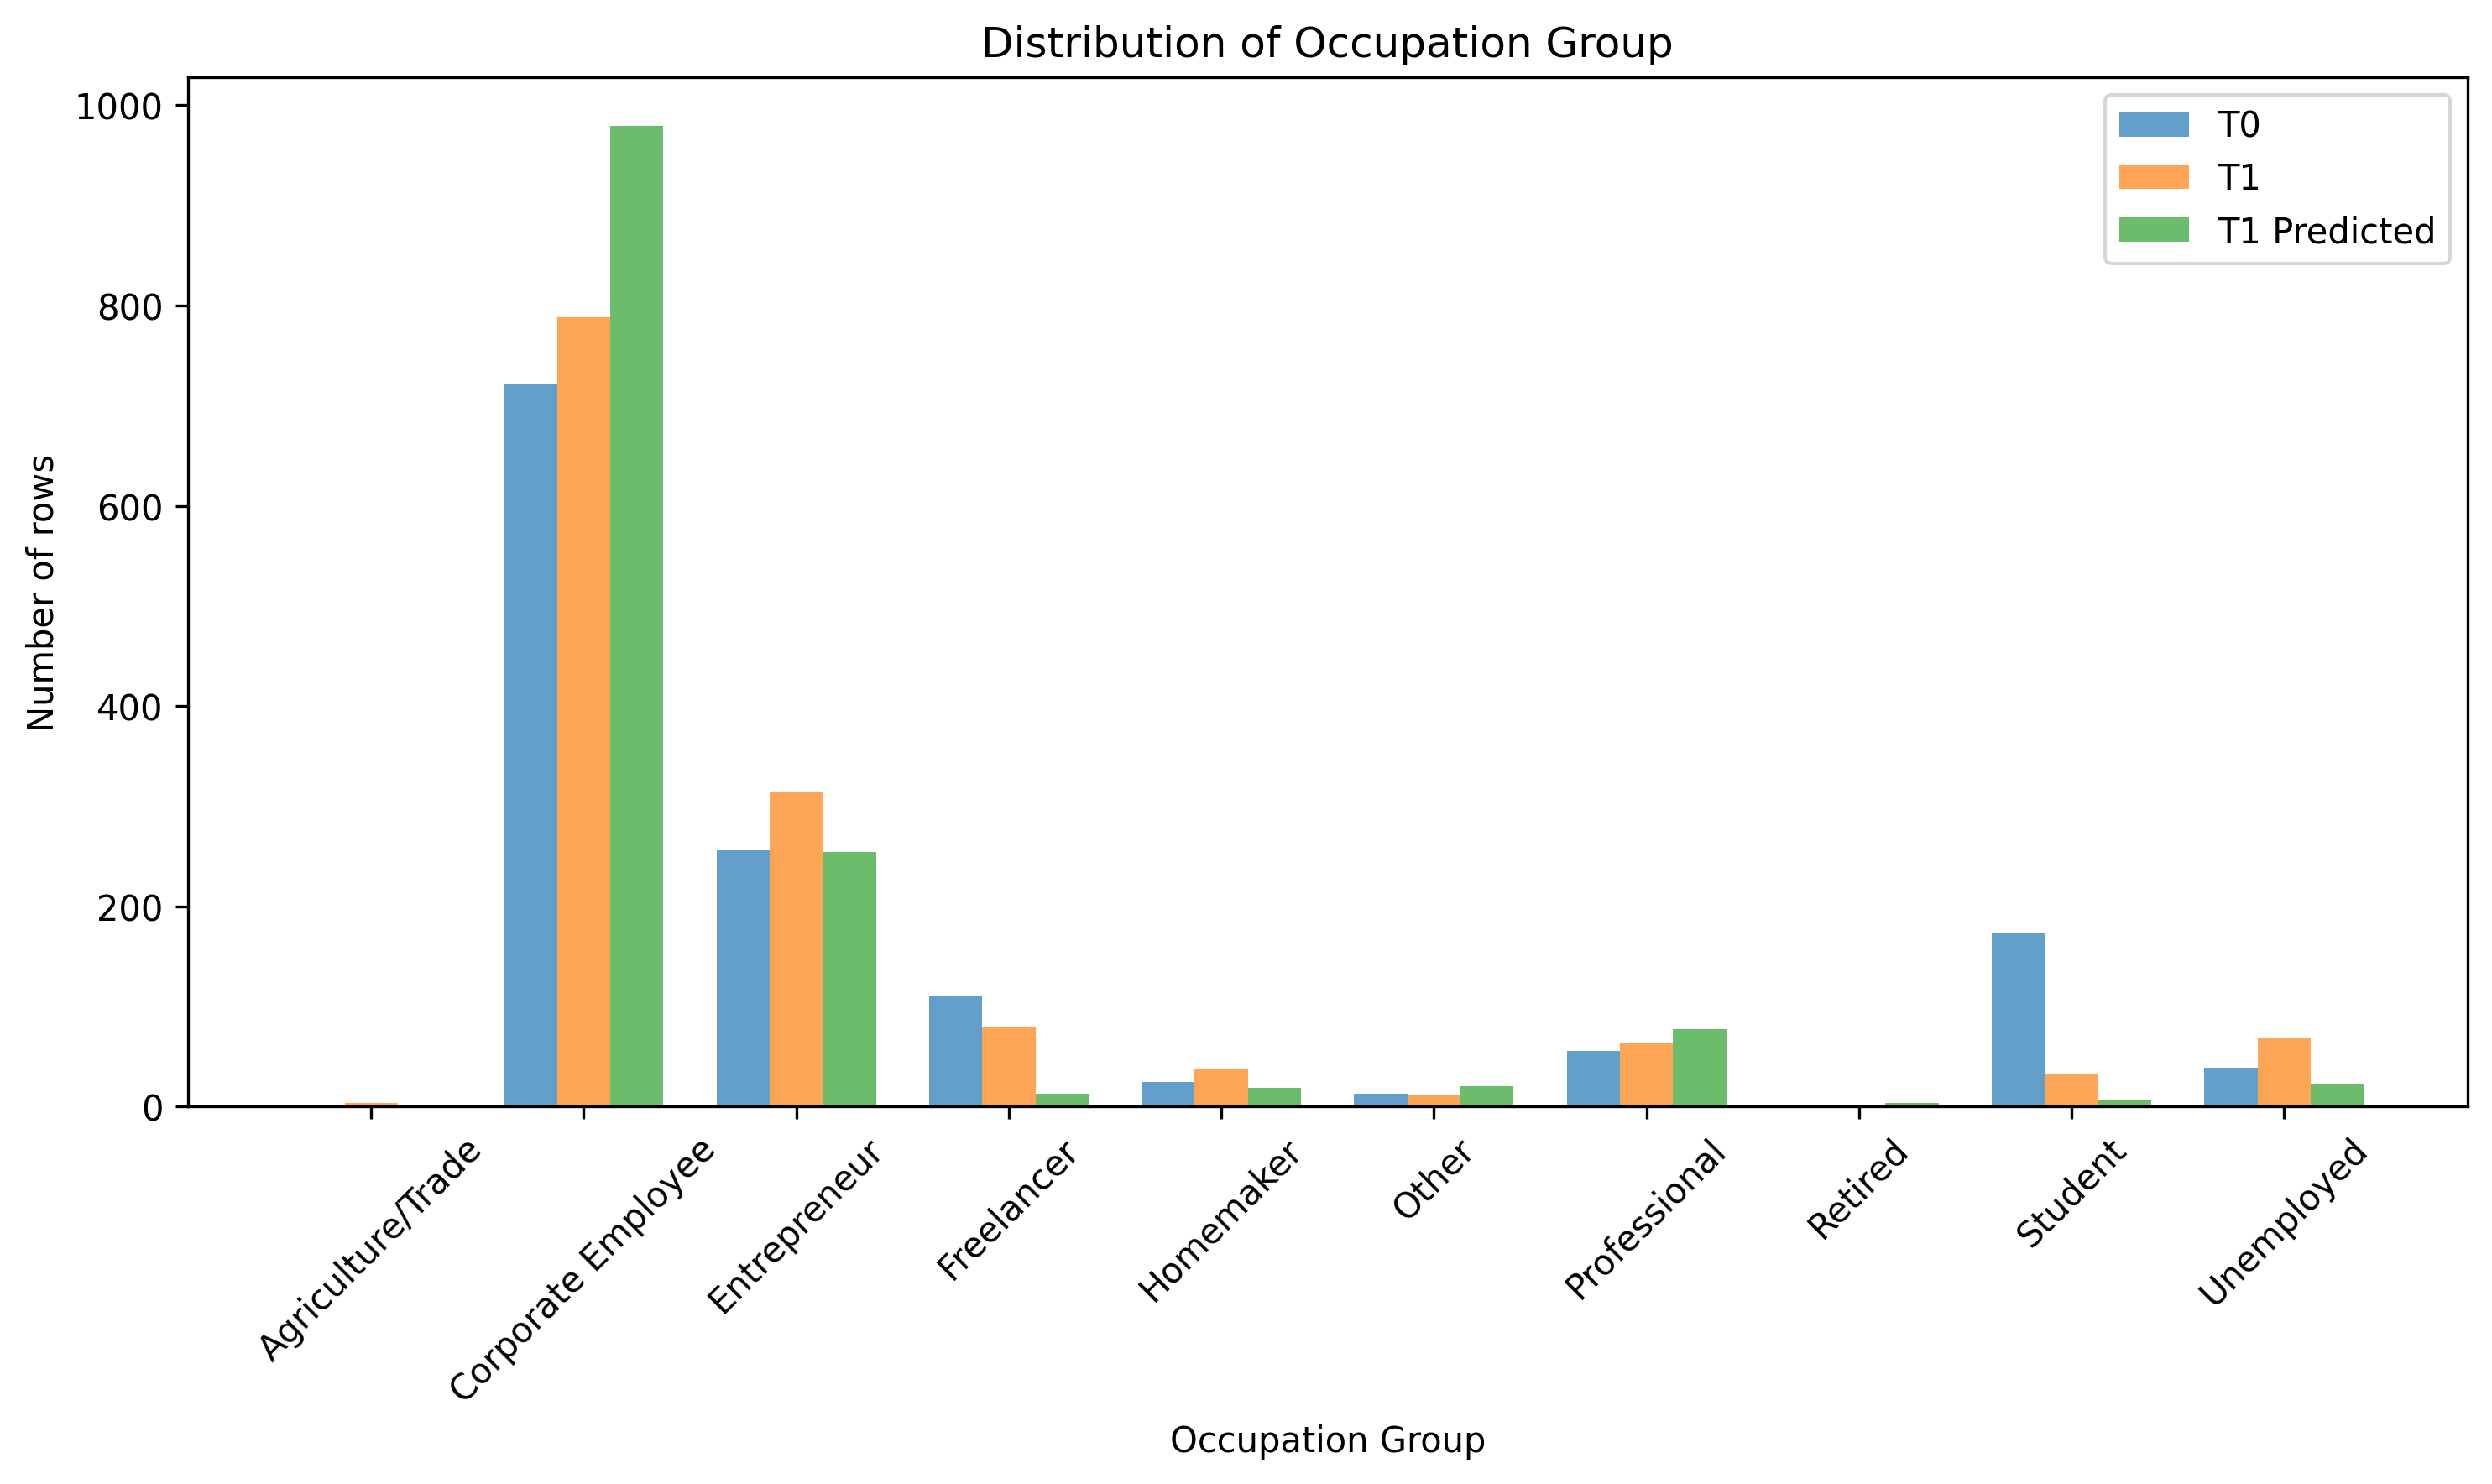 Distribution of Occupation Group
1000
800
600
400
200
0
Number of rows
T0
T1
T1 Predicted
Agriculture/Trade
Corporate Employee
Entrepreneur
Freelancer
Homemaker
Other
Professional
Retired
Student
Unemployed
Occupation Group